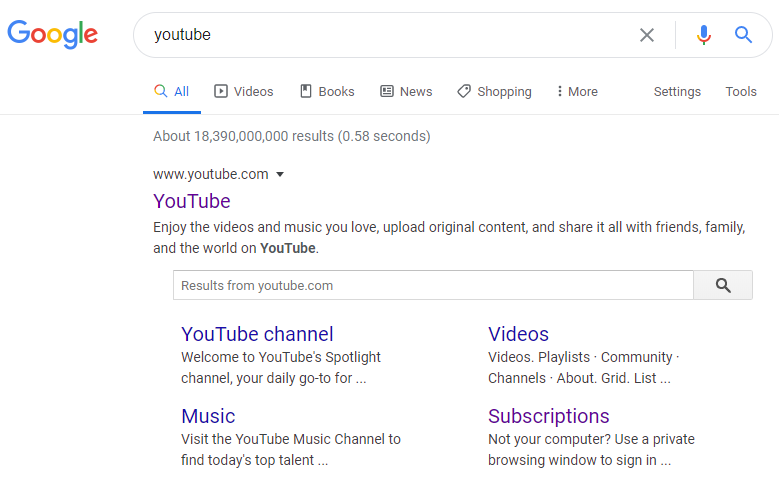 Google
youtube
All Videos Books News Shopping More Settings Tools
About 18,390,000,000 results (0.58 seconds)
www.youtube.com
YouTube
Enjoy the videos and music you love, upload original content, and share it all with friends, family,
and the world on YouTube.
Results from youtube.com
YouTube channel
Welcome to YouTube's Spotlight
channel, your daily go-to for ...
Videos
Videos. Playlists · Community ·
Channels · About. Grid. List ...
Music
Visit the YouTube Music Channel to
find today's top talent ...
Subscriptions
Not your computer? Use a private
browsing window to sign in ...